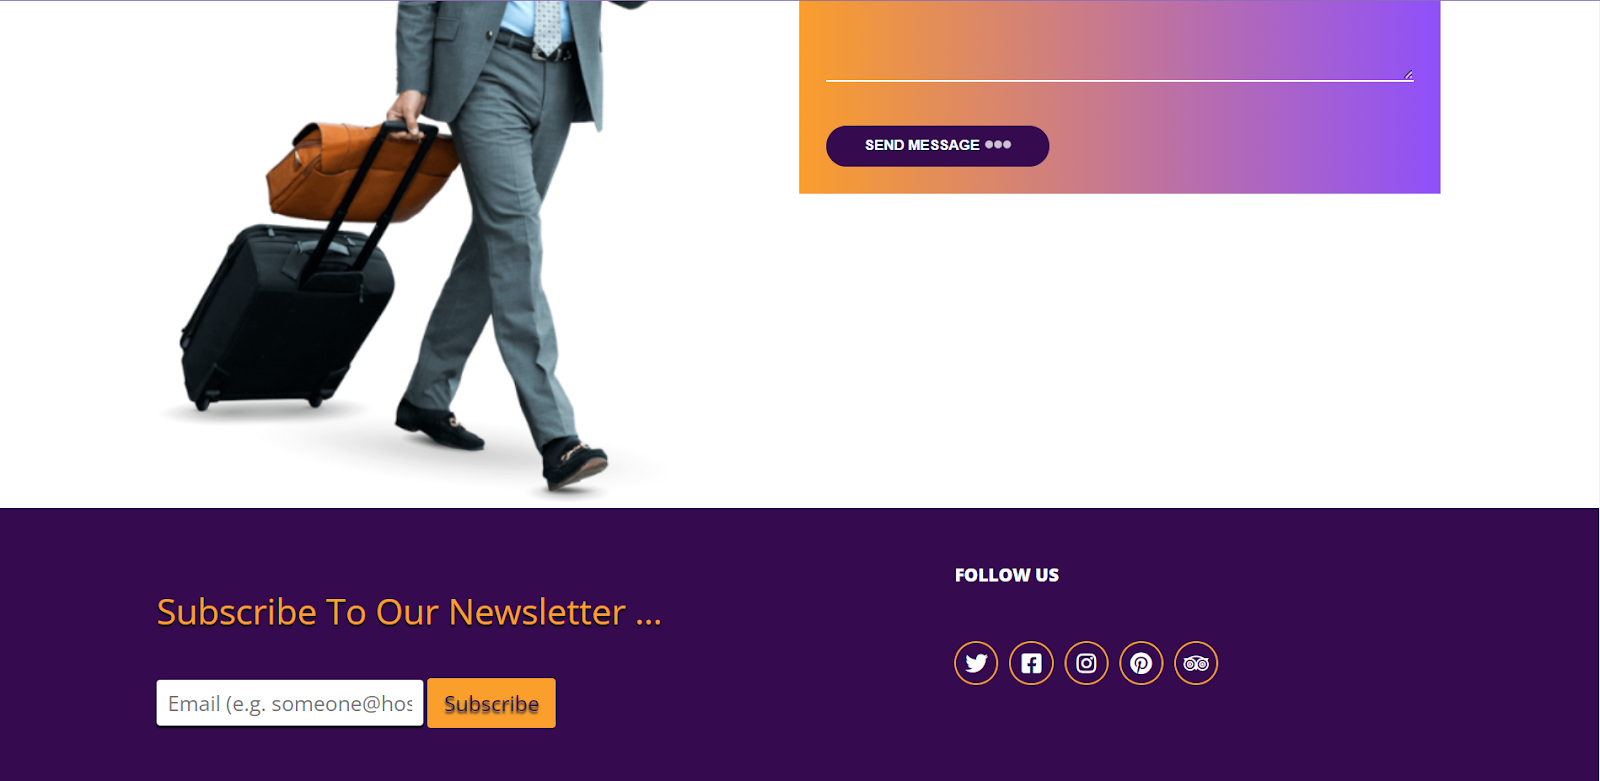 SEND MESSAGE
FOLLOW US
Subscribe To Our Newsletter ...
Email (e.g. someone@hos
Subscribe